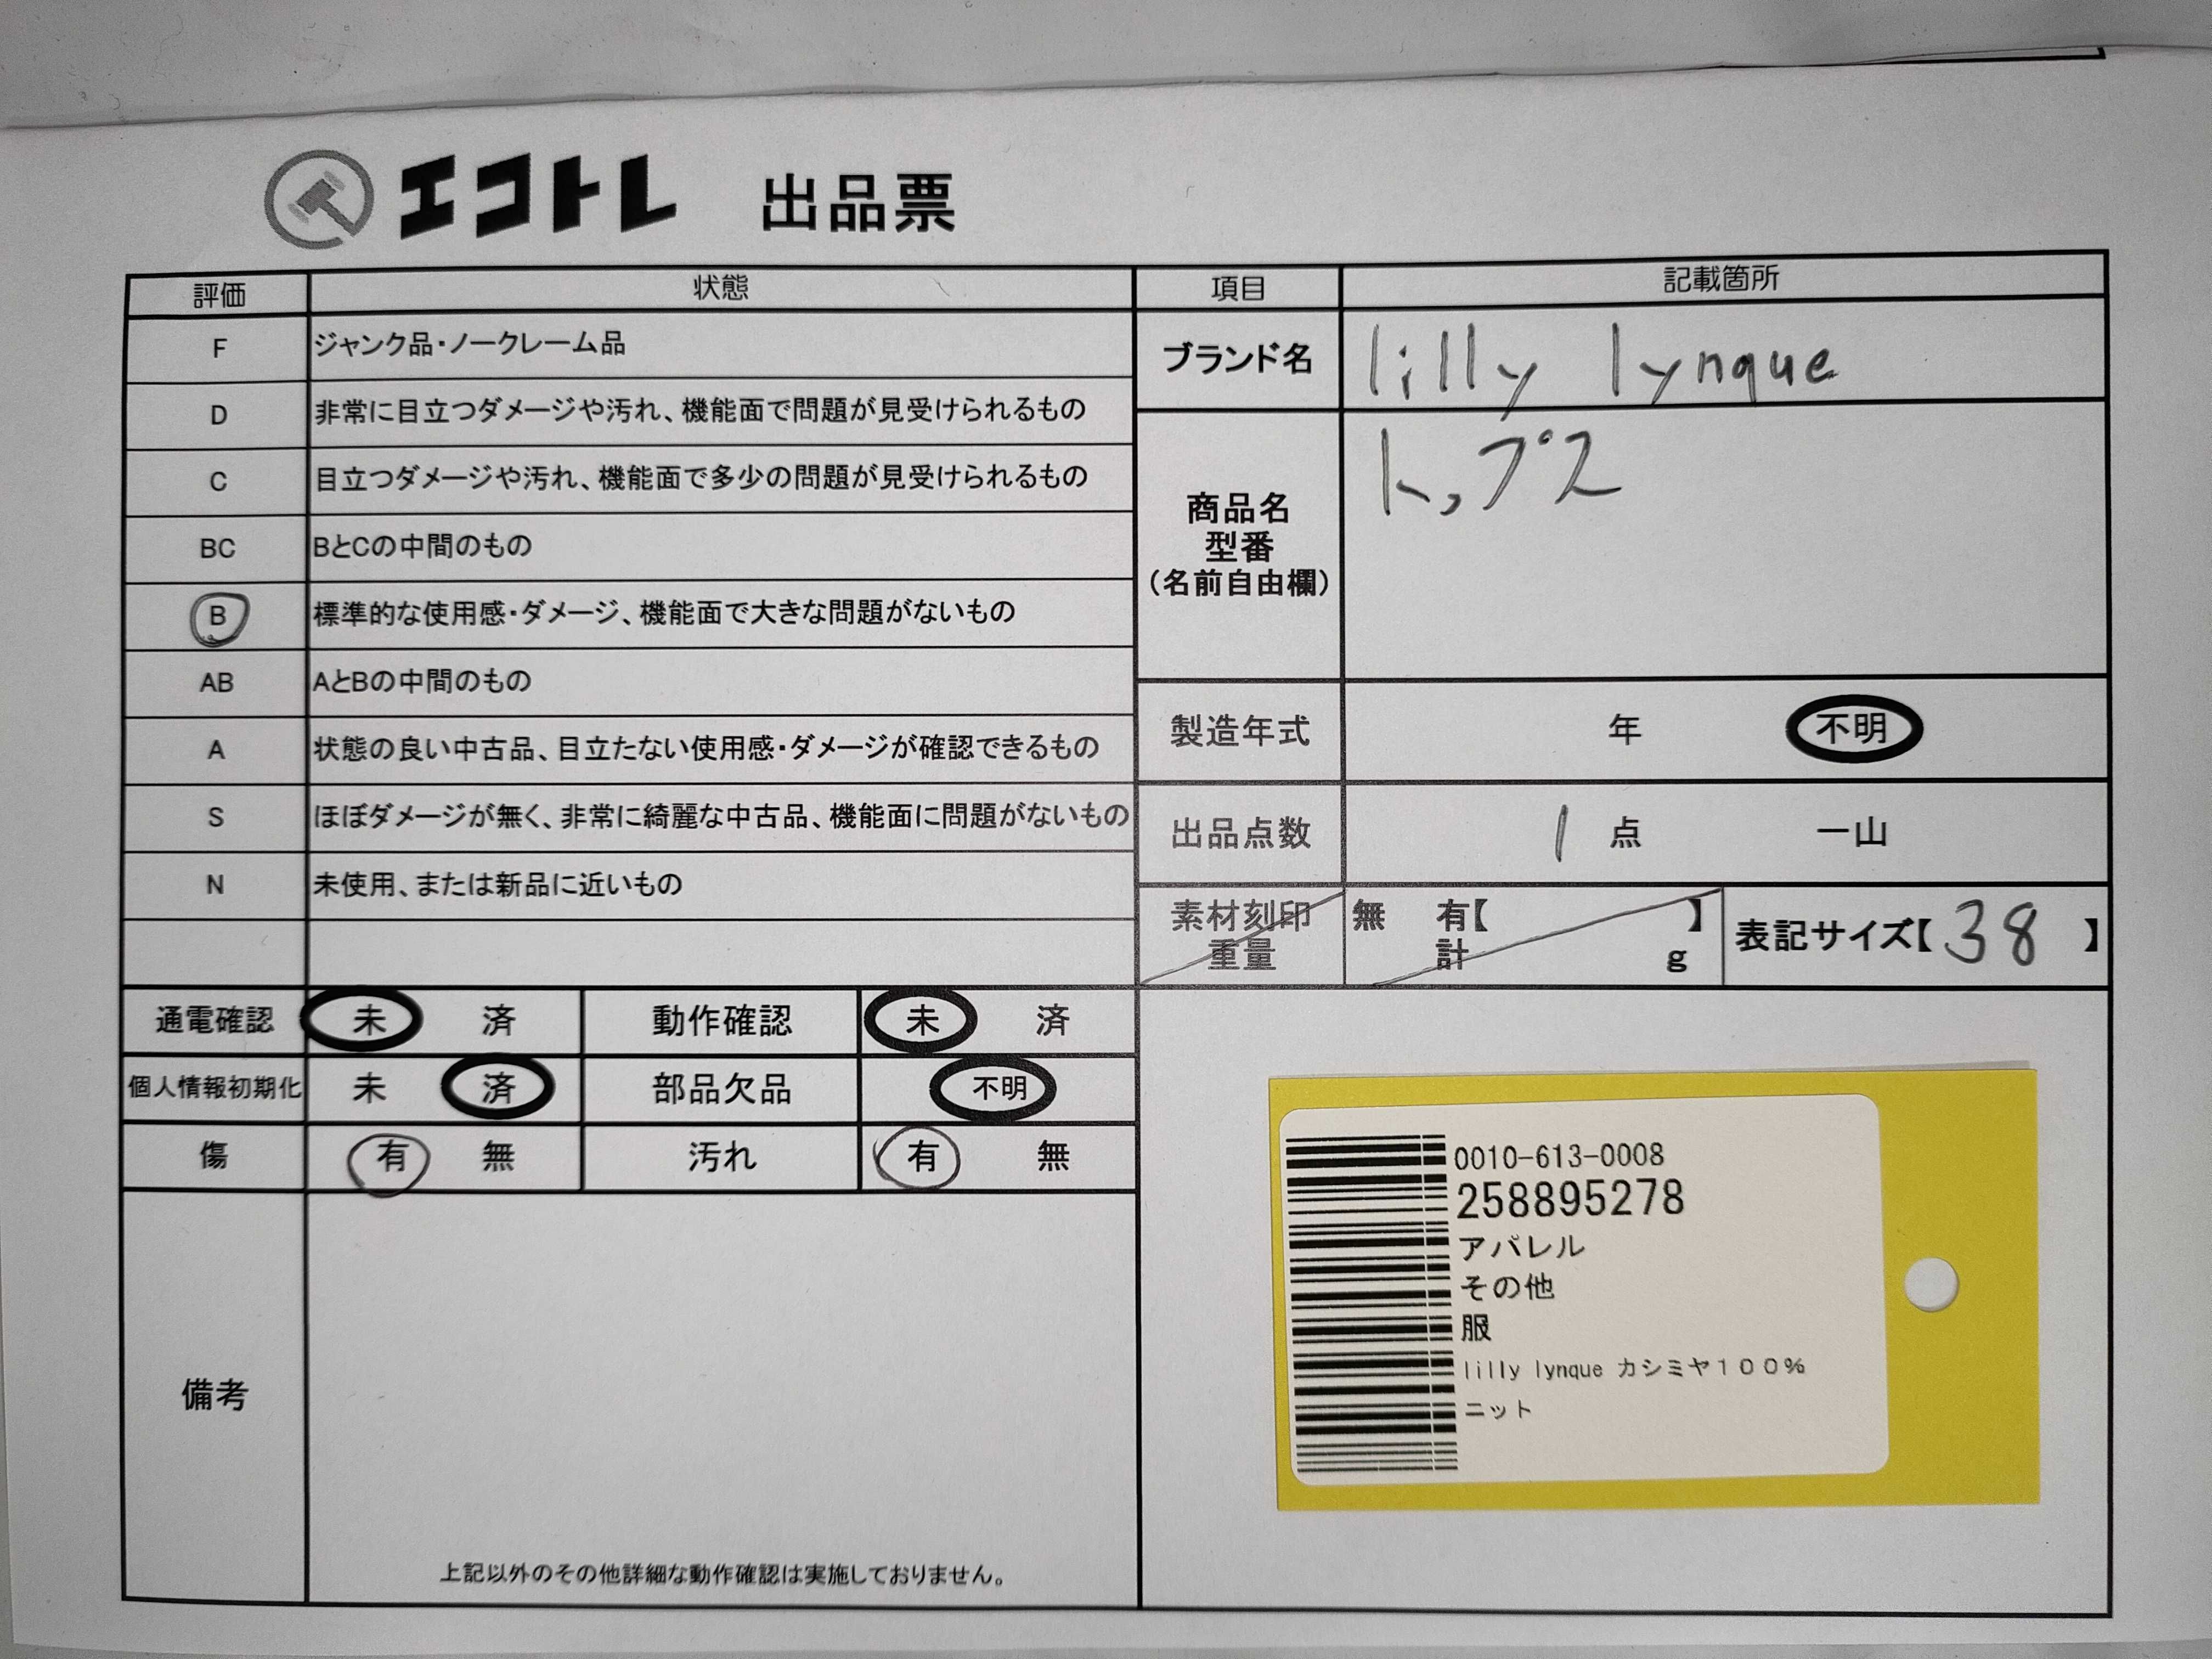 エコトレ 出品票
評価 状態 項目 記載箇所
F ジャンク品・ノークレーム品
D 非常に目立つダメージや汚れ、機能面で問題が見受けられるもの
C 目立つダメージや汚れ、機能面で多少の問題が見受けられるもの
BC BとCの中間のもの
B 標準的な使用感・ダメージ、機能面で大きな問題がないもの
AB AとBの中間のもの
A 状態の良い中古品、目立たない使用感・ダメージが確認できるもの
S ほぼダメージが無く、非常に綺麗な中古品、機能面に問題がないもの
N 未使用、または新品に近いもの
ブランド名 lilly lynque
商品名
型番
(名前自由欄)
トップス
製造年式 年 不明
出品点数 1 点 一山
素材刻印 無 有【 】
重量 計 g
表記サイズ【 38 】
通電確認 未 済 動作確認 未 済
個人情報初期化 未 済 部品欠品 不明
傷 有 無 汚れ 有 無
備考
上記以外のその他詳細な動作確認は実施しておりません。
0010-613-0008
258895278
アパレル
その他
服
lilly lynque カシミヤ100%
ニット